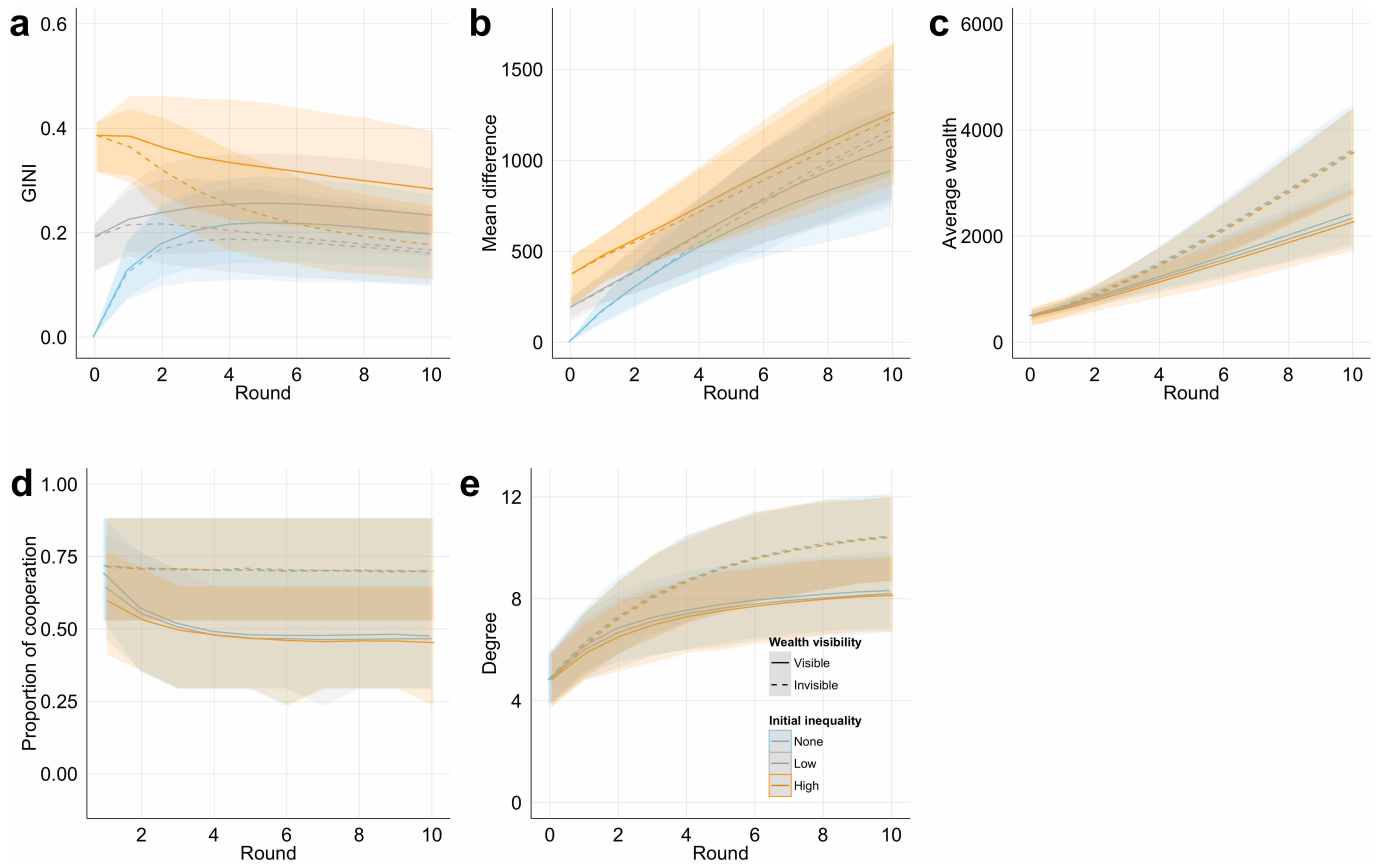 a
0.6
0.4
0.2
0.0
GINI
0 2 4 6 8 10
Round
b
1500
1000
500
0
Mean difference
0 2 4 6 8 10
Round
c
6000
4000
2000
0
Average wealth
0 2 4 6 8 10
Round
d
1.00
0.75
0.50
0.25
0.00
Proportion of cooperation
2 4 6 8 10
Round
e
12
8
4
0
Degree
0 2 4 6 8 10
Round
Wealth visibility
Visible
Invisible
Initial inequality
None
Low
High